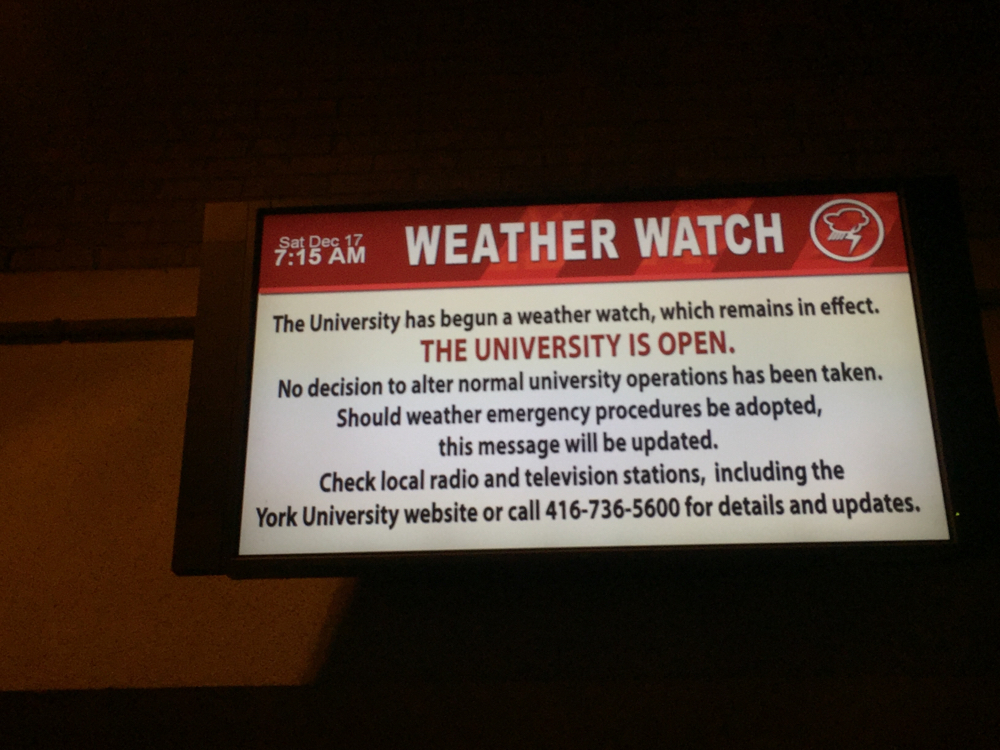 Sat Dec 17
7:15 AM
WEATHER WATCH
The University has begun a weather watch, which remains in effect.
THE UNIVERSITY IS OPEN.
No decision to alter normal university operations has been taken.
Should weather emergency procedures be adopted,
this message will be updated.
Check local radio and television stations, including the
York University website or call 416-736-5600 for details and updates.